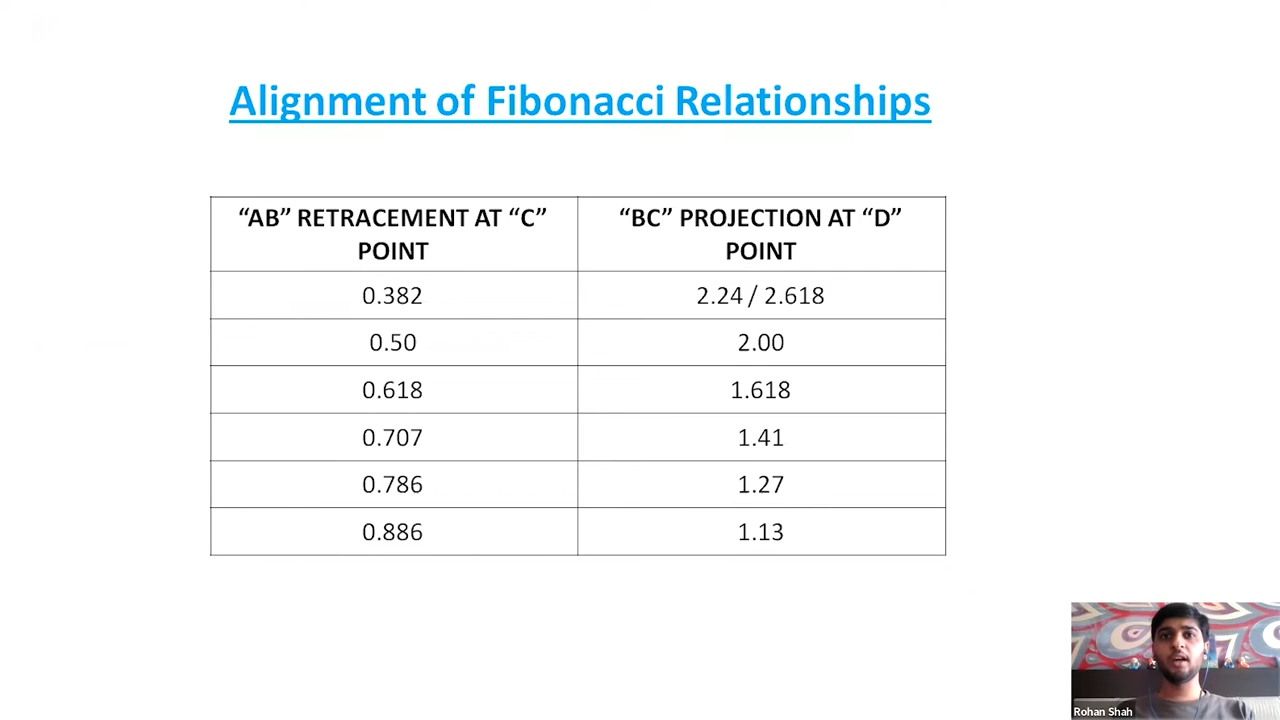 Alignment of Fibonacci Relationships
“AB” RETRACEMENT AT “C” POINT
“BC” PROJECTION AT “D” POINT
0.382
2.24 / 2.618
0.50
2.00
0.618
1.618
0.707
1.41
0.786
1.27
0.886
1.13
Rohan Shah